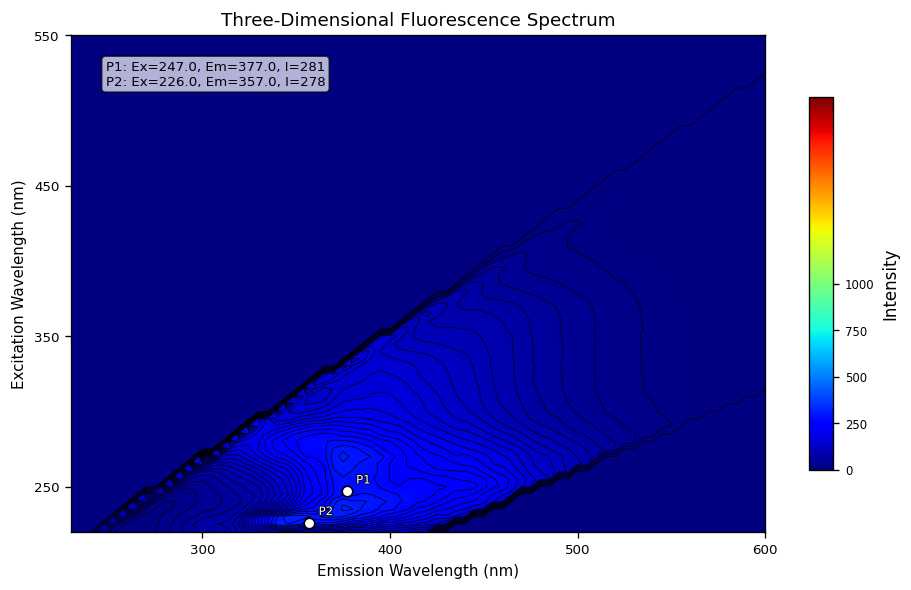 Three-Dimensional Fluorescence Spectrum
550
450
350
250
P1: Ex=247.0, Em=377.0, I=281
P2: Ex=226.0, Em=357.0, I=278
P1
P2
300
400
500
600
Emission Wavelength (nm)
Excitation Wavelength (nm)
1000
750
500
250
0
Intensity